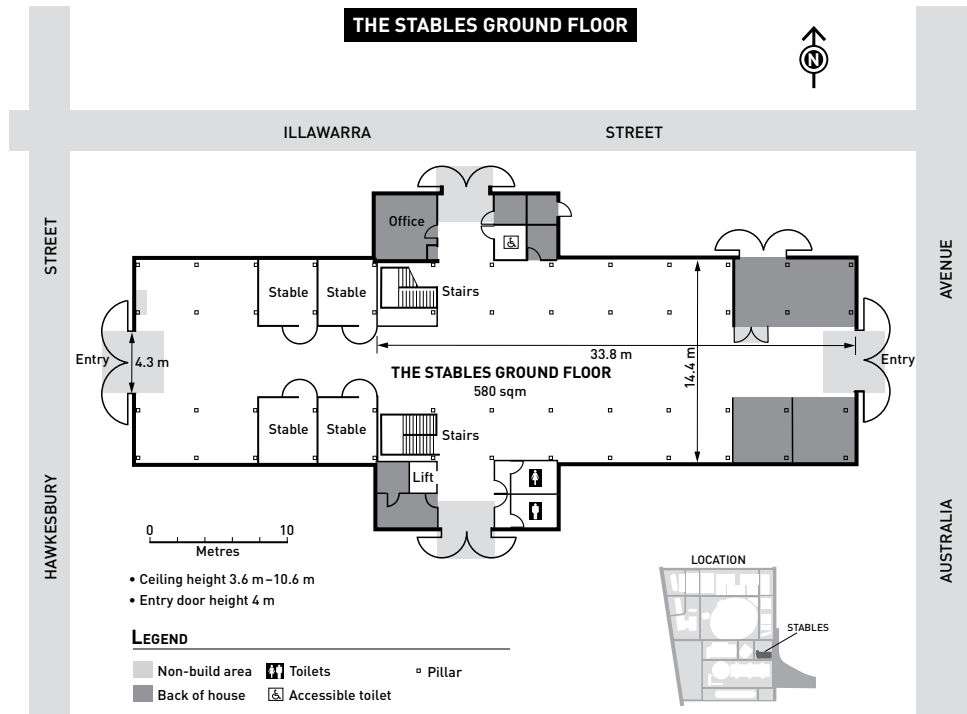 THE STABLES GROUND FLOOR
N
ILLAWARRA STREET
HAWKESBURY STREET
AUSTRALIA AVENUE
Office
Stable
Stable
Stairs
Entry
4.3 m
33.8 m
14.4 m
Entry
THE STABLES GROUND FLOOR
580 sqm
Stable
Stable
Stairs
Lift
0 10
Metres
• Ceiling height 3.6 m–10.6 m
• Entry door height 4 m
LEGEND
Non-build area
Toilets
Pillar
Back of house
Accessible toilet
LOCATION
STABLES